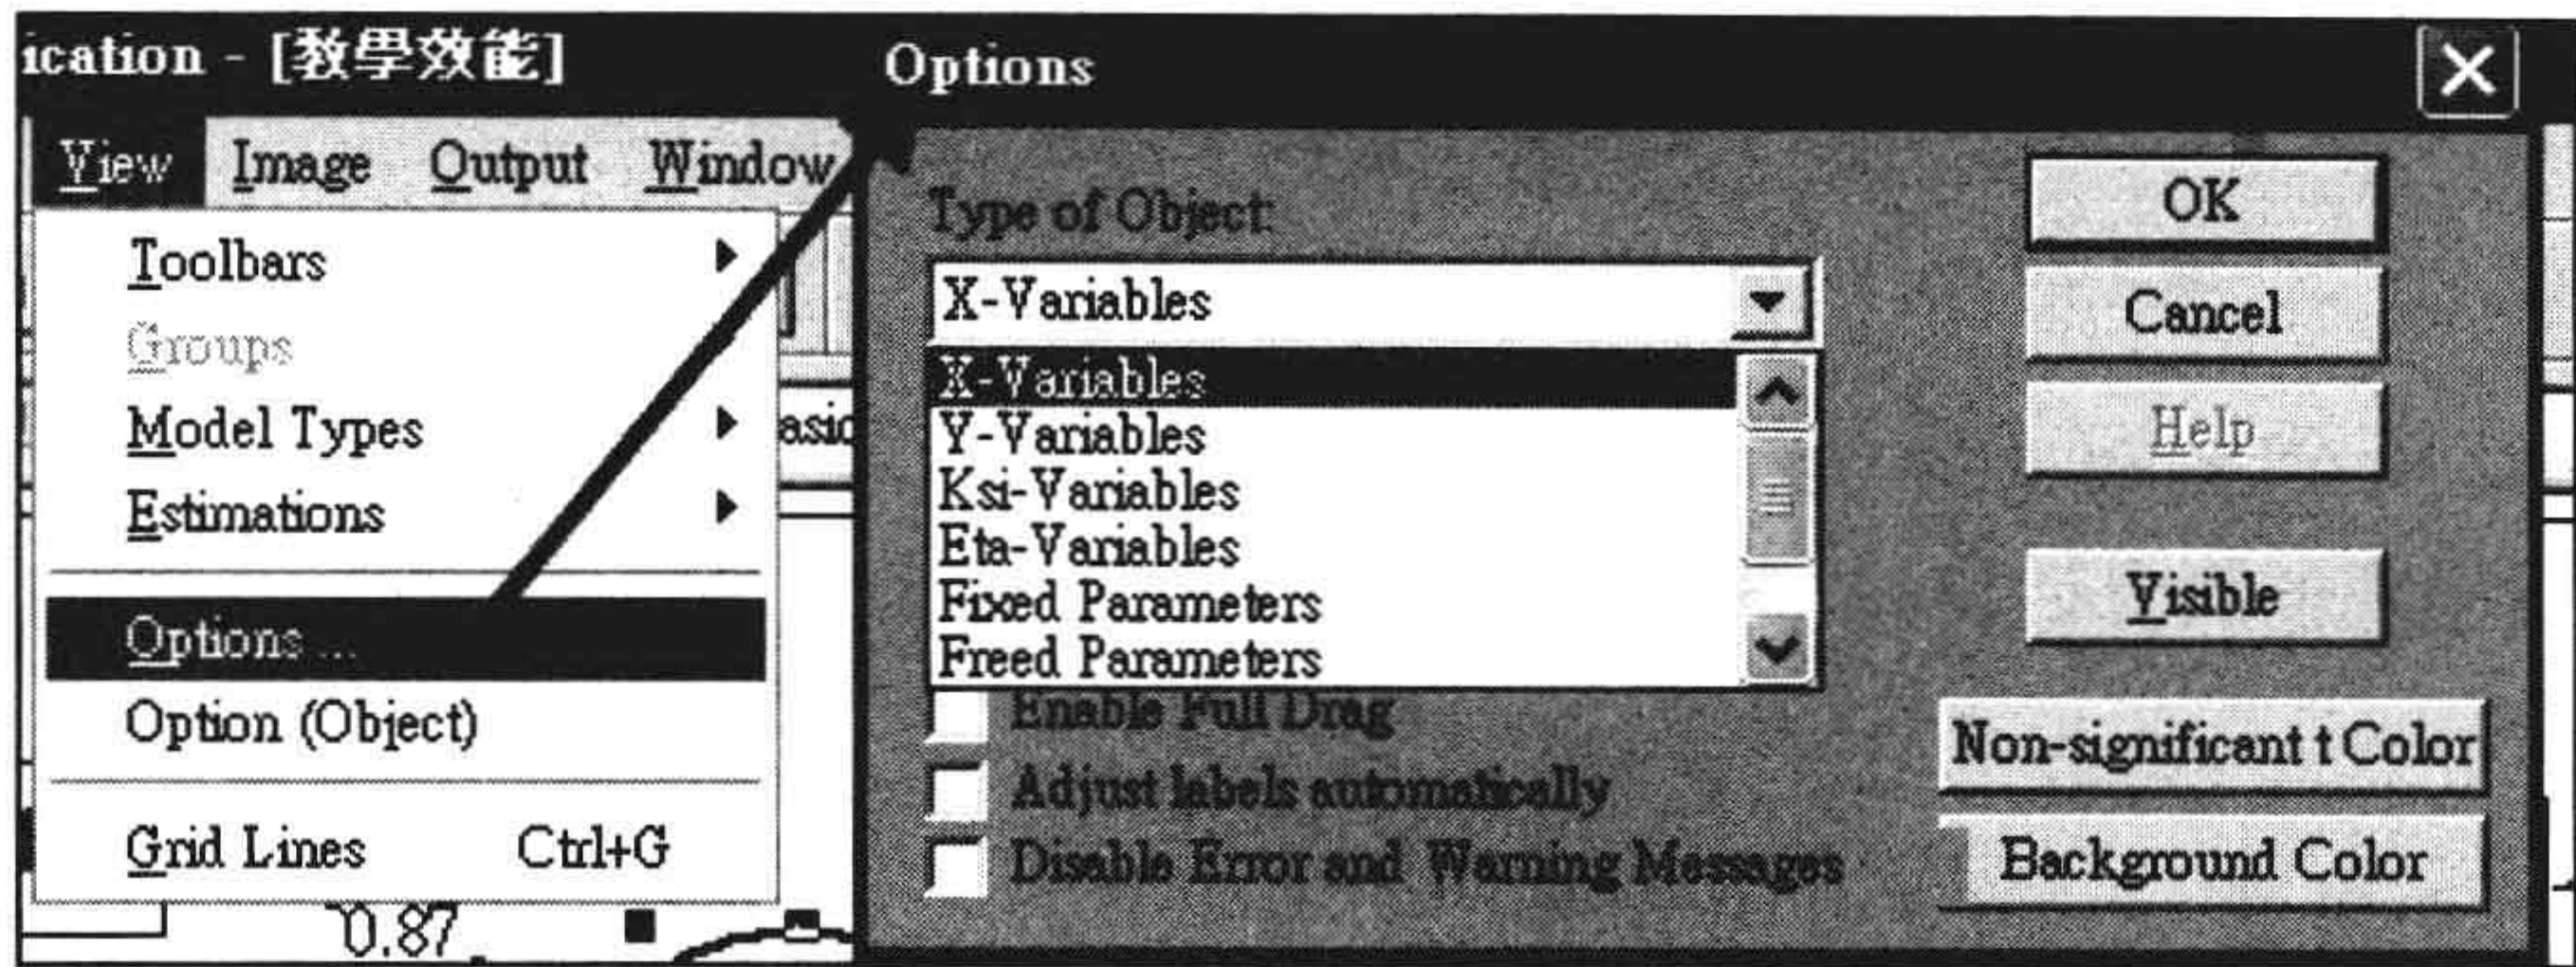 ication - [教學效能]
View Image Output Window
Toolbars
Groups
Model Types
Estimations
Options ...
Option (Object)
Grid Lines Ctrl+G
asic
0.87
Options
Type of Object:
X-Variables
X-Variables
Y-Variables
Ksi-Variables
Eta-Variables
Fixed Parameters
Freed Parameters
Enable Full Drag
Adjust labels automatically
Disable Error and Warning Messages
OK
Cancel
Help
Visible
Non-significant t Color
Background Color